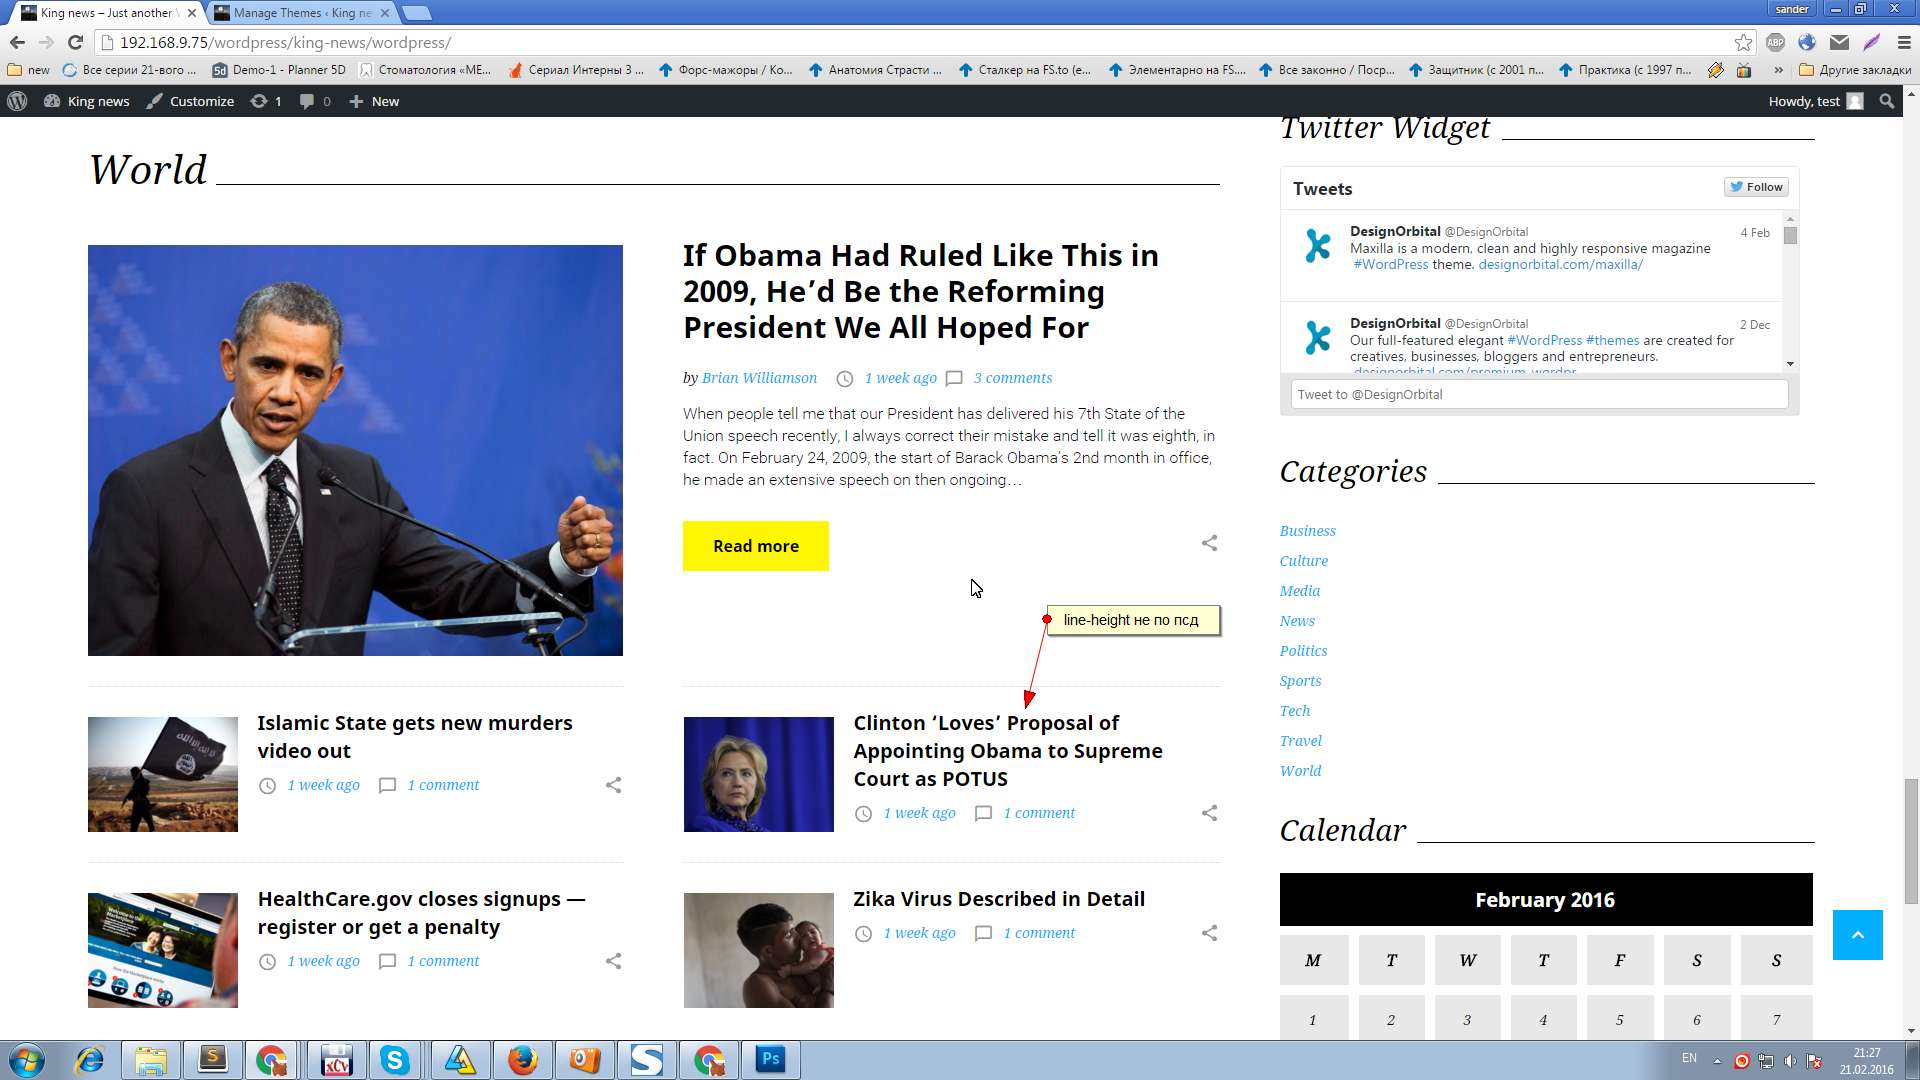 King news – Just another
Manage Themes ‹ King ne
sander
192.168.9.75/wordpress/king-news/wordpress/
ABP
new
Все серии 21-вого ...
5d Demo-1 - Planner 5D
Стоматология «МЕ...
Сериал Интерны 3 ...
Форс-мажоры / Ко...
Анатомия Страсти ...
Сталкер на FS.to (е...
Элементарно на FS....
Все законно / Поср...
Защитник (с 2001 п...
Практика (с 1997 п...
»
Другие закладки
King news
Customize
1
0
New
Howdy, test
World
If Obama Had Ruled Like This in
2009, He’d Be the Reforming
President We All Hoped For
by Brian Williamson 1 week ago 3 comments
When people tell me that our President has delivered his 7th State of the
Union speech recently, I always correct their mistake and tell it was eighth, in
fact. On February 24, 2009, the start of Barack Obama’s 2nd month in office,
he made an extensive speech on then ongoing…
Read more
line-height не по псд
Islamic State gets new murders
video out
1 week ago 1 comment
Clinton ‘Loves’ Proposal of
Appointing Obama to Supreme
Court as POTUS
1 week ago 1 comment
HealthCare.gov closes signups —
register or get a penalty
1 week ago 1 comment
Zika Virus Described in Detail
1 week ago 1 comment
Twitter Widget
Tweets
Follow
DesignOrbital @DesignOrbital 4 Feb
Maxilla is a modern, clean and highly responsive magazine
#WordPress theme. designorbital.com/maxilla/
DesignOrbital @DesignOrbital 2 Dec
Our full-featured elegant #WordPress #themes are created for
creatives, businesses, bloggers and entrepreneurs.
designorbital.com/premium-wordpr
Tweet to @DesignOrbital
Categories
Business
Culture
Media
News
Politics
Sports
Tech
Travel
World
Calendar
February 2016
M T W T F S S
1 2 3 4 5 6 7
xCv
Ps
EN
21:27
21.02.2016